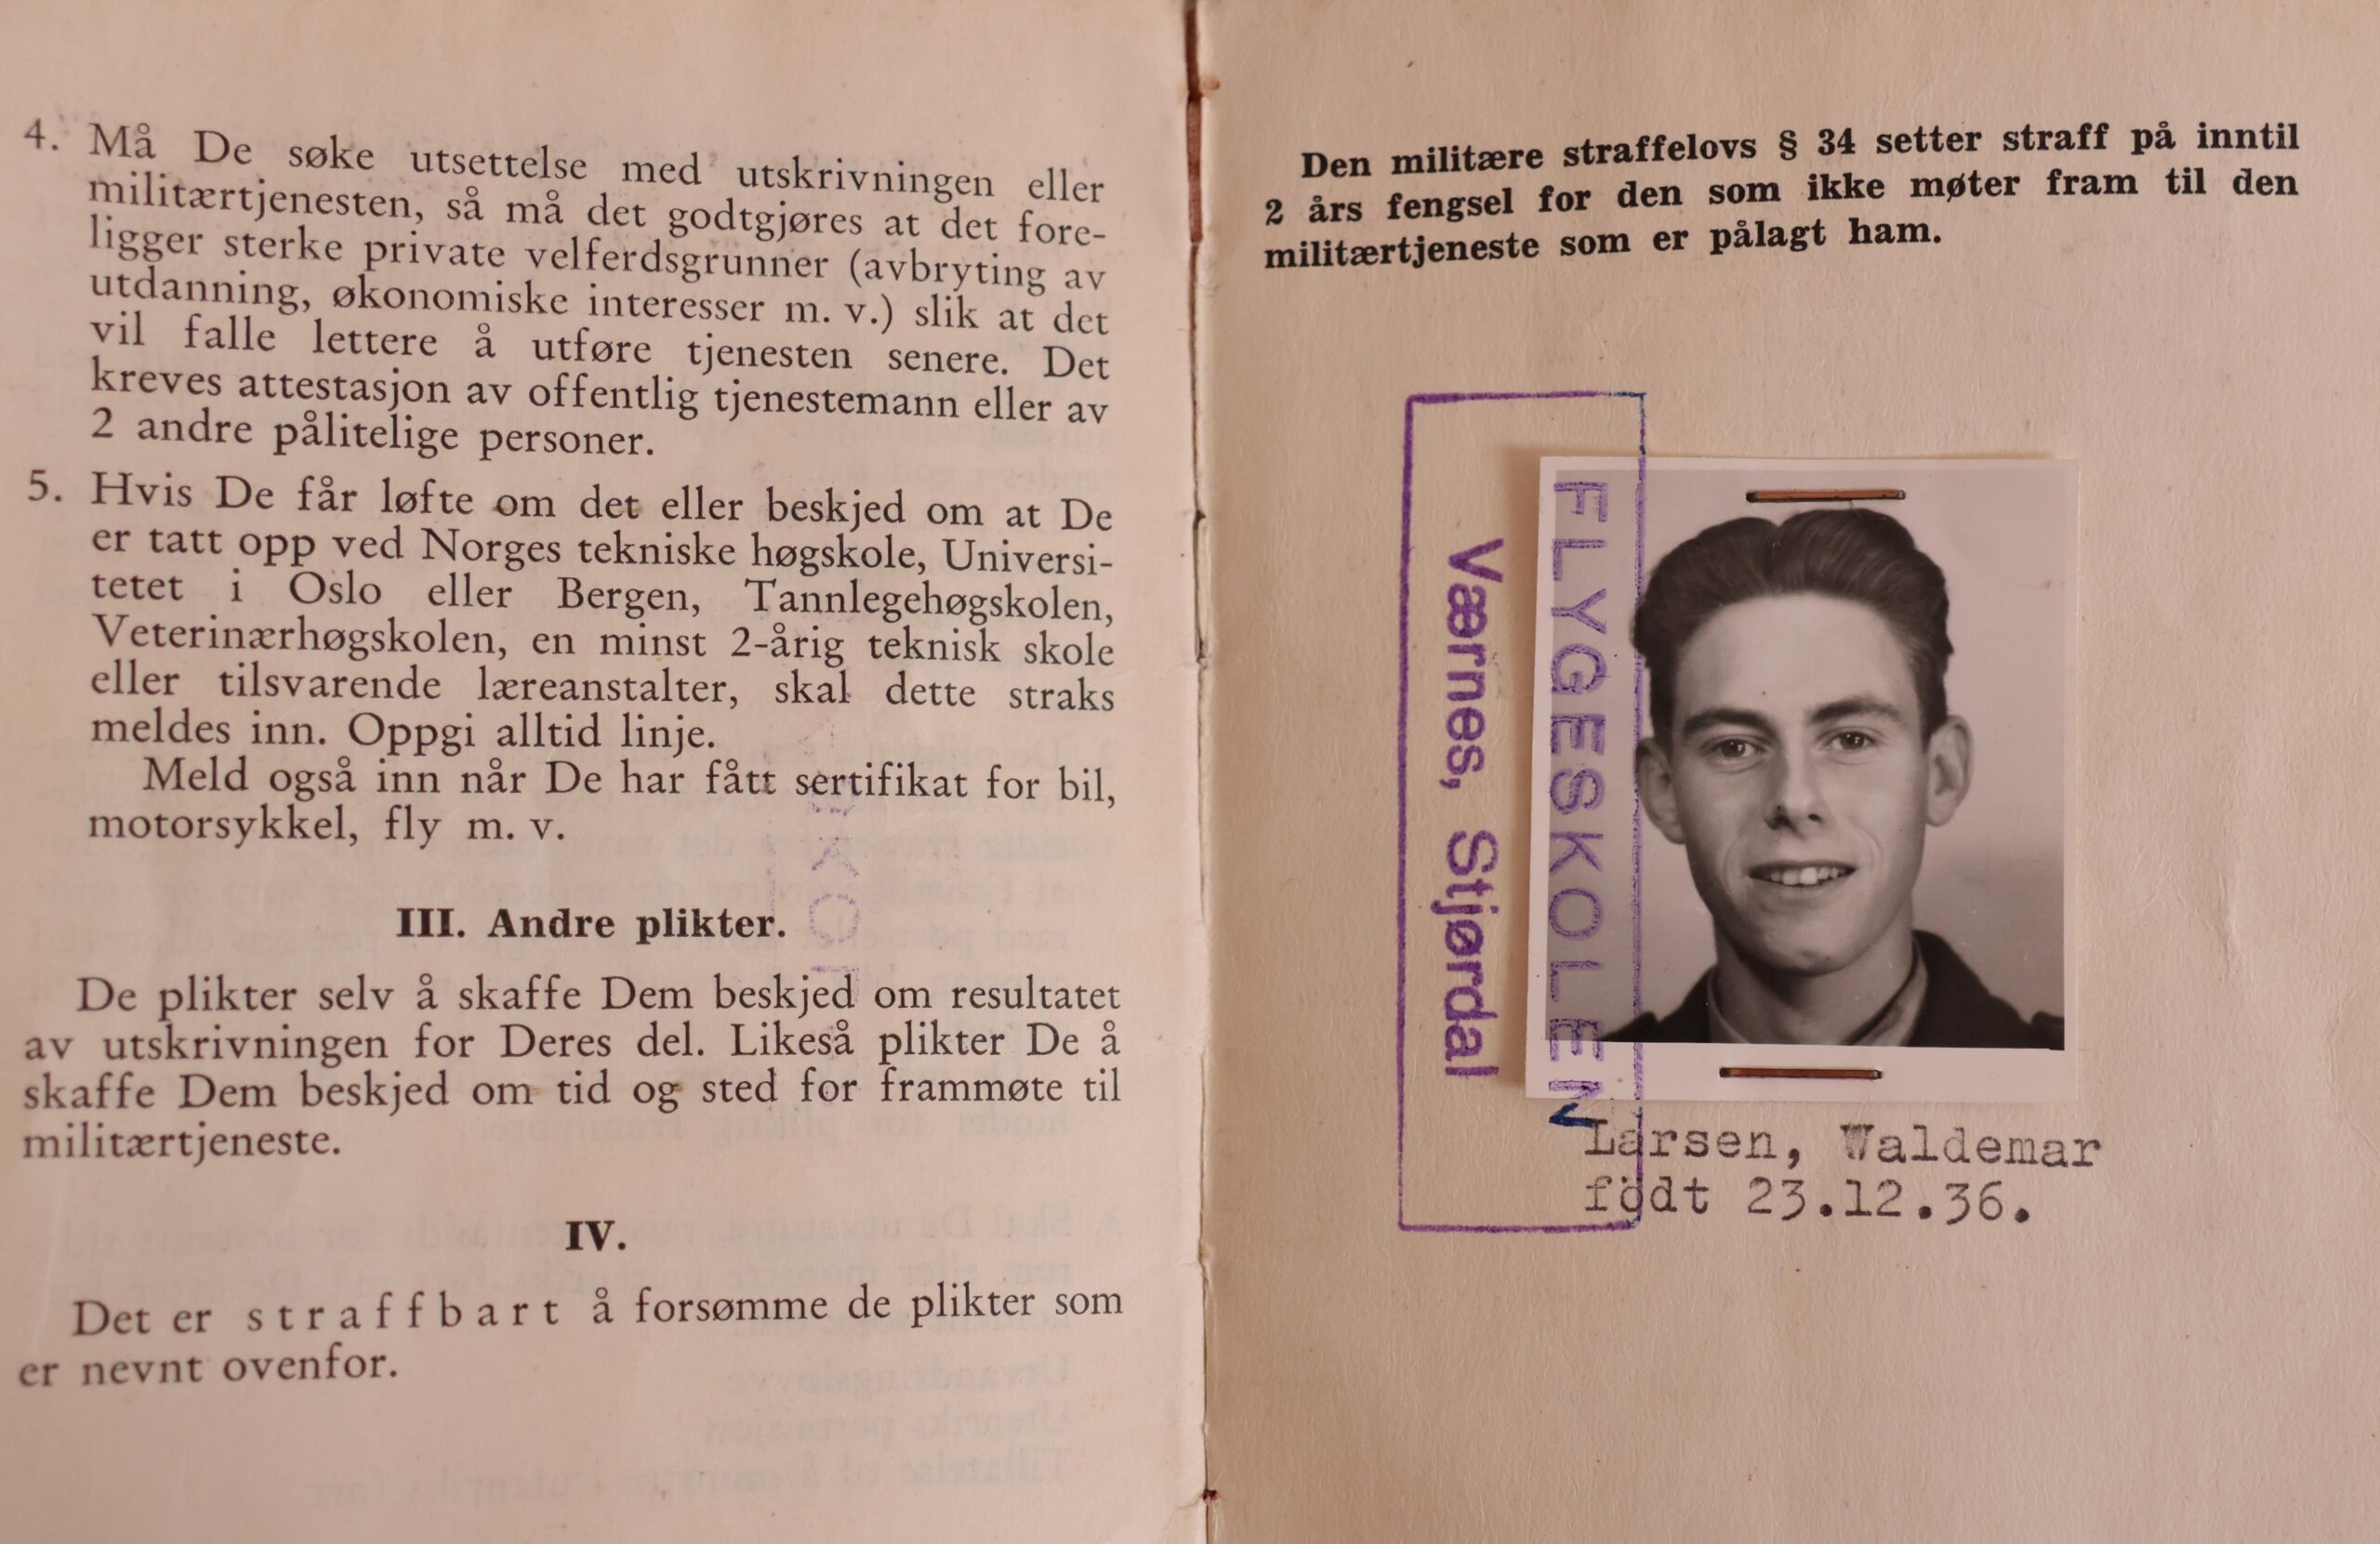 4. Må De søke utsettelse med utskrivningen eller
militærtjenesten, så må det godtgjøres at det fore-
ligger sterke private velferdsgrunner (avbryting av
utdanning, økonomiske interesser m. v.) slik at det
vil falle lettere å utføre tjenesten senere. Det
kreves attestasjon av offentlig tjenestemann eller av
2 andre pålitelige personer.
5. Hvis De får løfte om det eller beskjed om at De
er tatt opp ved Norges tekniske høgskole, Universi-
tetet i Oslo eller Bergen, Tannlegehøgskolen,
Veterinærhøgskolen, en minst 2-årig teknisk skole
eller tilsvarende læreanstalter, skal dette straks
meldes inn. Oppgi alltid linje.
Meld også inn når De har fått sertifikat for bil,
motorsykkel, fly m. v.
III. Andre plikter.
De plikter selv å skaffe Dem beskjed om resultatet
av utskrivningen for Deres del. Likeså plikter De å
skaffe Dem beskjed om tid og sted for frammøte til
militærtjeneste.
IV.
Det er straffbart å forsømme de plikter som
er nevnt ovenfor.
Den militære straffelovs § 34 setter straff på inntil
2 års fengsel for den som ikke møter fram til den
militærtjeneste som er pålagt ham.
FLYGESKOLEN
Værnes, Stjørdal
Larsen, Waldemar
födt 23.12.36.